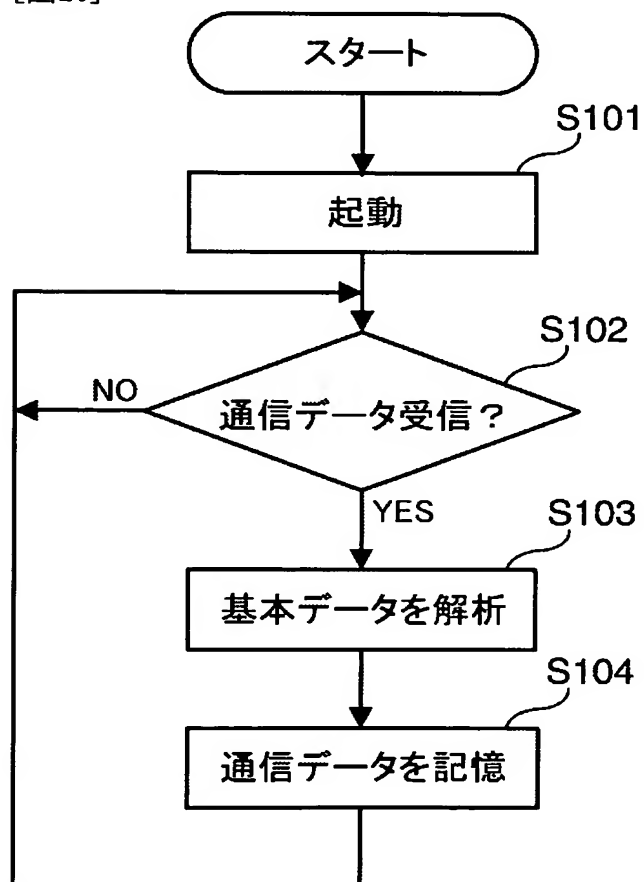 スタート
S101
起動
S102
NO
通信データ受信？
YES
S103
基本データを解析
S104
通信データを記憶